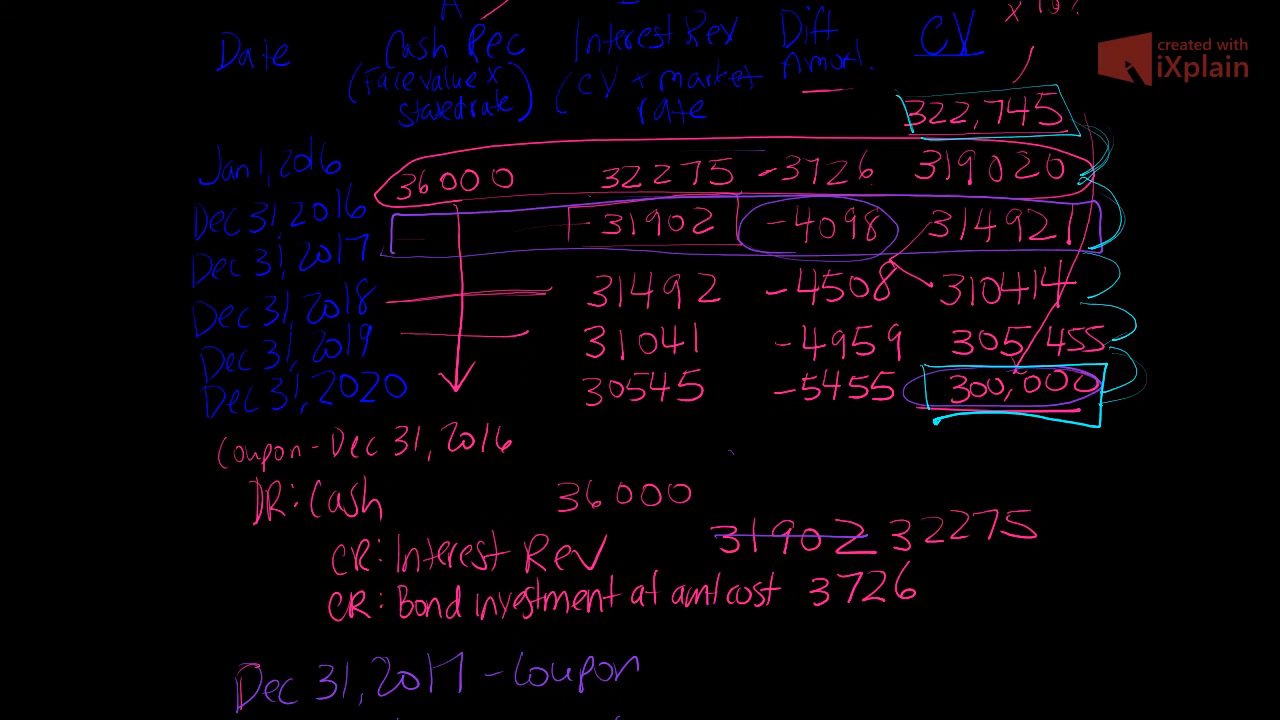 A
x 10%
Date Cash Rec Interest Rev Diff CV
(Face value x (CV x market Amort.
stated rate) rate
created with
iXplain
322,745
Jan 1, 2016
36000 32275 -3726 319020
Dec 31, 2016
-31902 -4098 314921
Dec 31, 2017
31492 -4508 310414
Dec 31, 2018
31041 -4959 305,455
Dec 31, 2019
30545 -5455 300,000
Dec 31, 2020
Coupon - Dec 31, 2016
DR: Cash 36000
CR: Interest Rev 31902 32275
CR: Bond investment at amt cost 3726
Dec 31, 2017 - Coupon